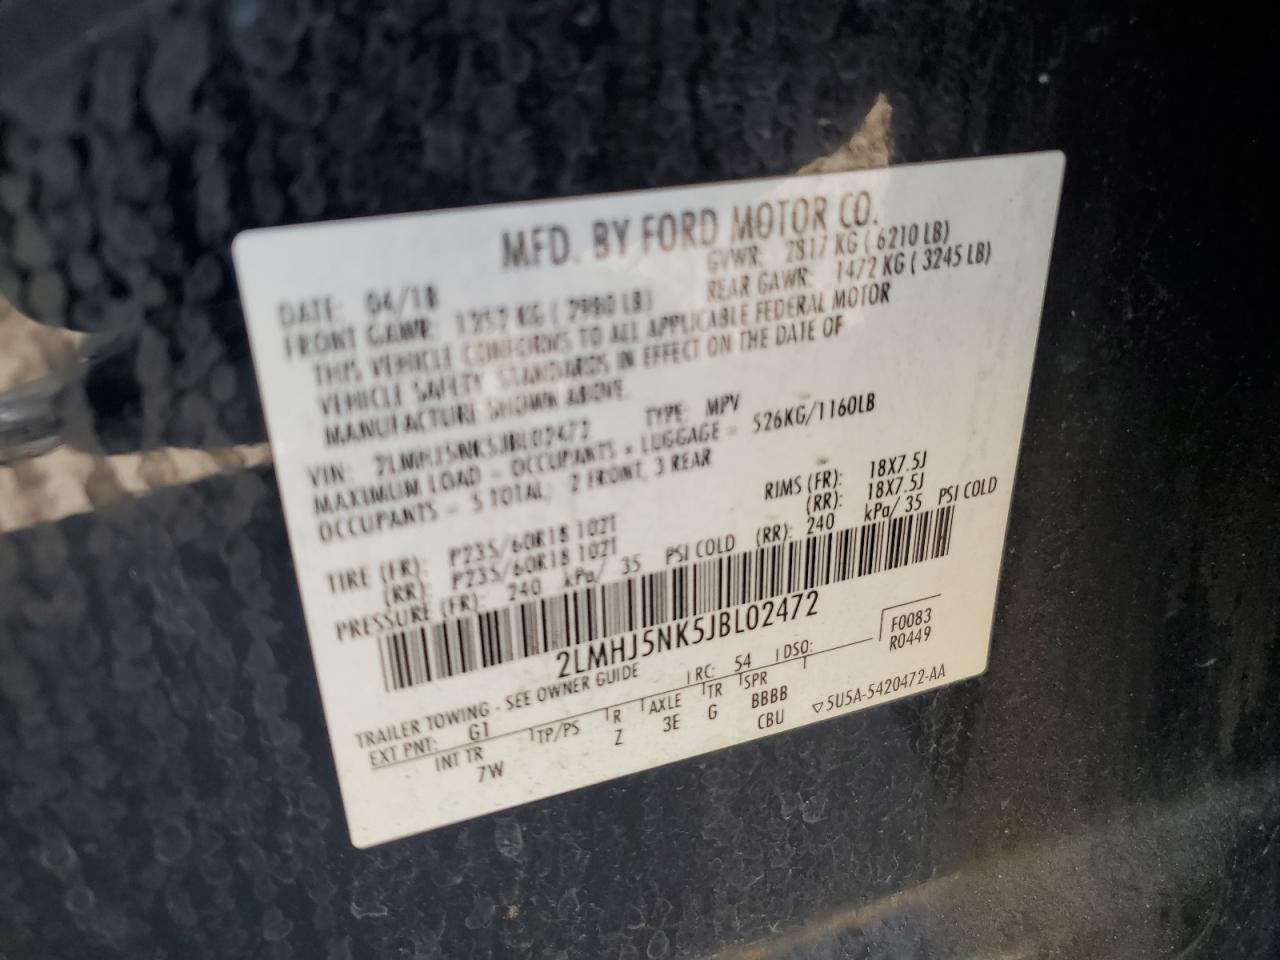 MFD. BY FORD MOTOR CO.
DATE: 04/18 GVWR: 2817 KG ( 6210 LB)
FRONT GAWR: KG ( LB) REAR GAWR: 1472 KG ( 3245 LB)
THIS VEHICLE CONFORMS TO ALL APPLICABLE FEDERAL MOTOR
VEHICLE SAFETY STANDARDS IN EFFECT ON THE DATE OF
MANUFACTURE SHOWN ABOVE.
VIN: 2LMHJ5NK5JBL02472 TYPE: MPV
MAXIMUM LOAD = OCCUPANTS + LUGGAGE = 526KG/1160LB
OCCUPANTS = 5 TOTAL: 2 FRONT, 3 REAR
TIRE (FR): P235/60R18 102T RIMS (FR): 18X7.5J
(RR): P235/60R18 102T (RR): 18X7.5J
PRESSURE (FR): 240 kPa/ 35 PSI COLD (RR): 240 kPa/ 35 PSI COLD
2LMHJ5NK5JBL02472
F0083
R0449
TRAILER TOWING - SEE OWNER GUIDE
EXT PNT: G1 RC: 54 DSO:
INT TR TP/PS R AXLE TR SPR
7W Z 3E G BBBB
CBU ▽5U5A-5420472-AA